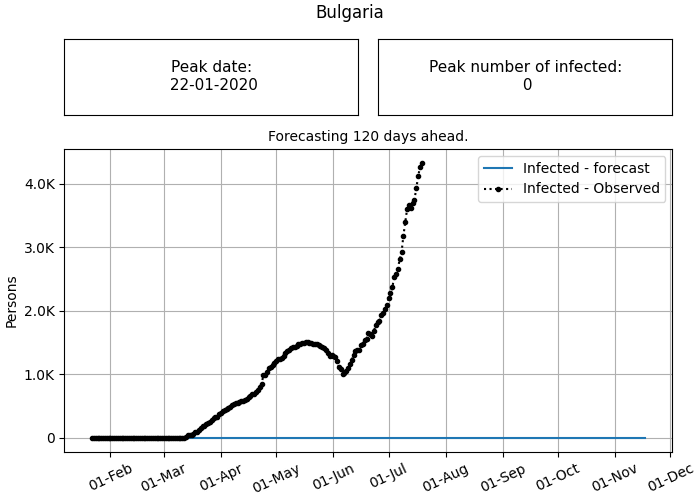 Bulgaria
Peak date:
22-01-2020
Peak number of infected:
0
Forecasting 120 days ahead.
Infected - forecast
Infected - Observed
Persons
4.0K
3.0K
2.0K
1.0K
0
01-Feb
01-Mar
01-Apr
01-May
01-Jun
01-Jul
01-Aug
01-Sep
01-Oct
01-Nov
01-Dec